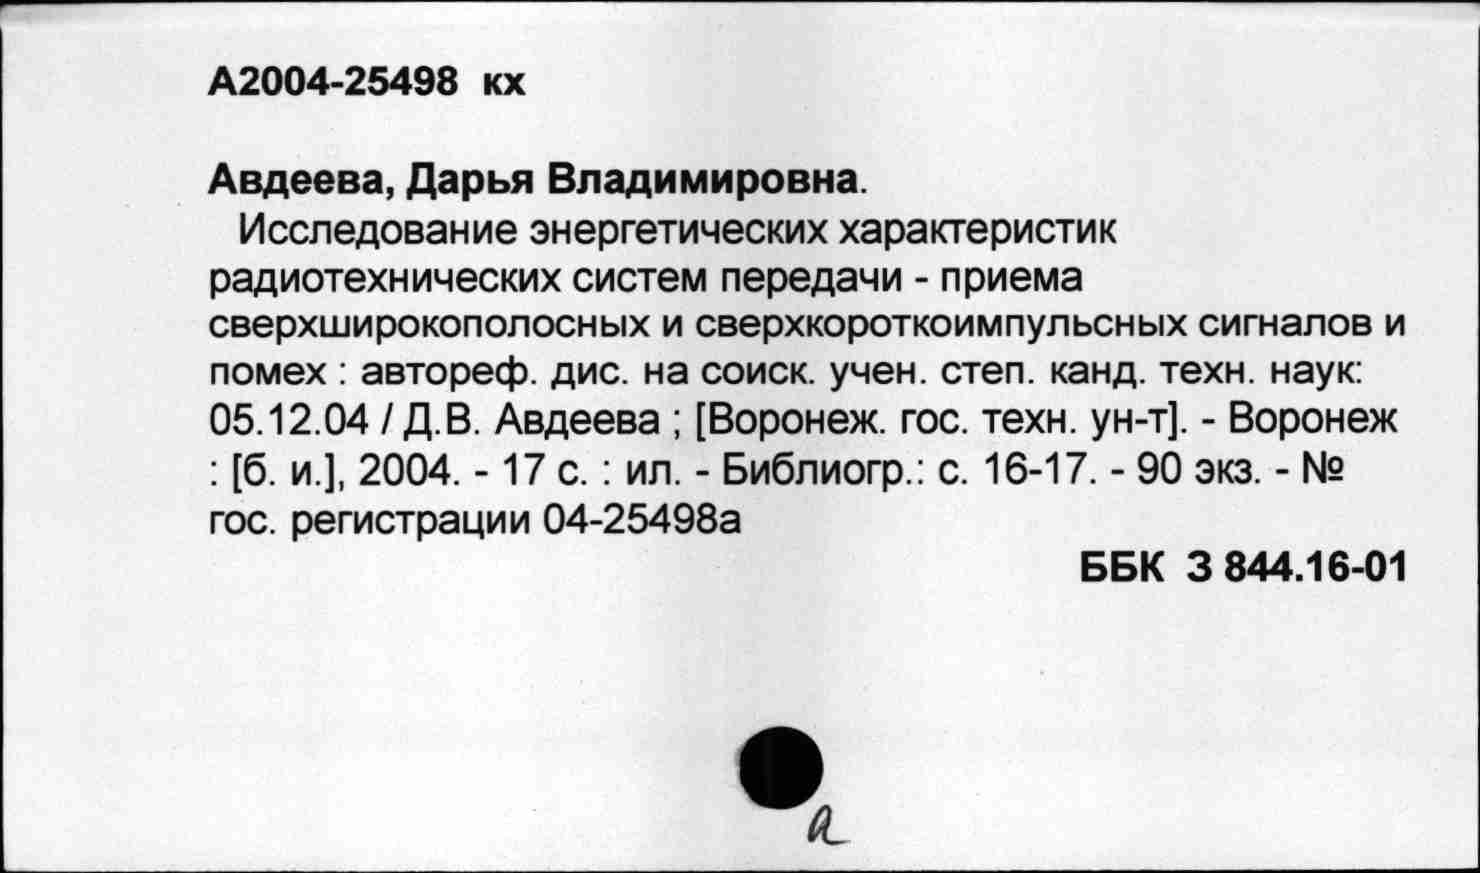 А2004-25498 кх
Авдеева, Дарья Владимировна.
Исследование энергетических характеристик
радиотехнических систем передачи - приема
сверхширокополосных и сверхкороткоимпульсных сигналов и
помех : автореф. дис. на соиск. учен. степ. канд. техн. наук:
05.12.04 / Д.В. Авдеева ; [Воронеж. гос. техн. ун-т]. - Воронеж
: [б. и.], 2004. - 17 с. : ил. - Библиогр.: с. 16-17. - 90 экз. - №
гос. регистрации 04-25498а
ББК З 844.16-01
а